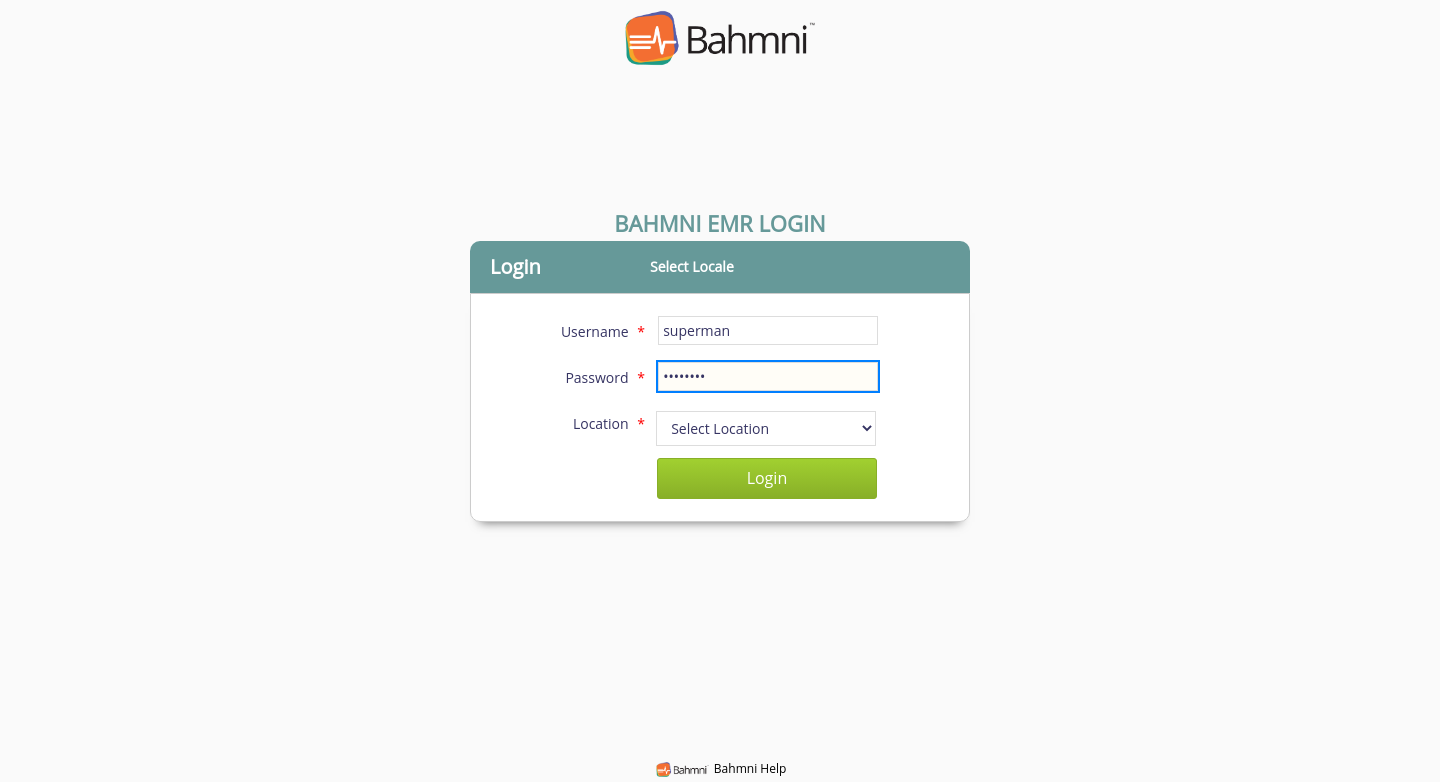 Bahmni™
BAHMNI EMR LOGIN
Login
Select Locale
Username *
superman
Password *
••••••••
Location *
Select Location
Login
Bahmni
Bahmni Help